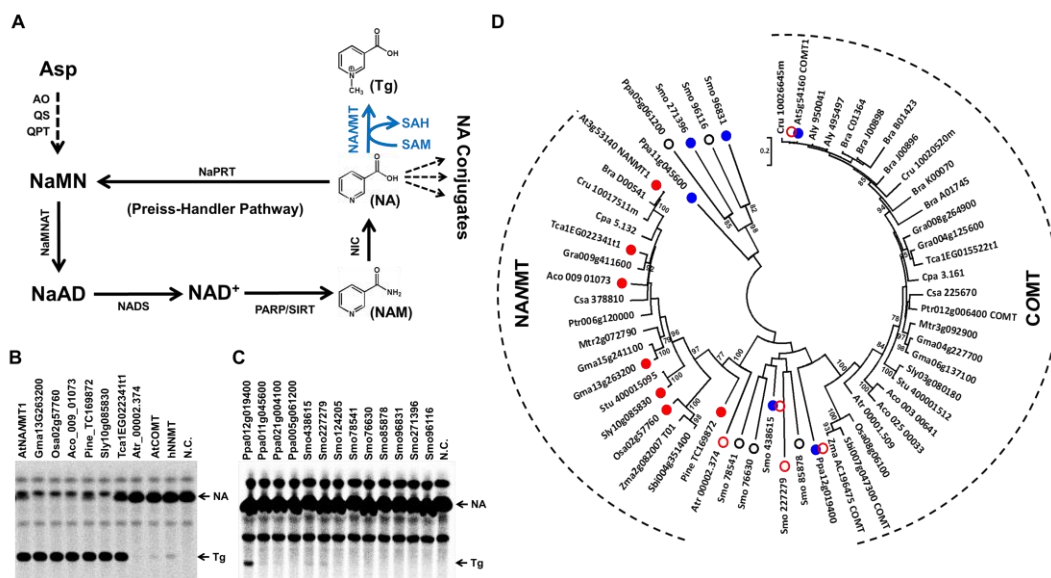 A
Asp
AO
QS
QPT
NaMN
NaPRT
(Preiss-Handler Pathway)
NaMNAT
NaAD
NADS
NAD+
PARP/SIRT
NIC
O
OH
N
CH3
(Tg)
NANMT
SAH
SAM
O
OH
N
(NA)
NA Conjugates
O
NH2
N
(NAM)
B
AtNAMMT1
Gma13G263200
Osa02g57760
Aco_009_01073
Pine_TC169872
Sly10g085830
Tca1EG022341t1
Atr_00002.374
AtCOMT
hNNMT
N.C.
NA
Tg
C
Ppa012g019400
Ppa011g045600
Ppa021g004100
Ppa005g061200
Smo438615
Smo227279
Smo124205
Smo78541
Smo76630
Smo85878
Smo96831
Smo271396
Smo96116
N.C.
NA
Tg
D
NANMT
COMT
0.2
Ppa05g061200
Smo 271396
Smo 96116
Smo 96831
Cru 10026645m
At5g54160 COMT1
Aly 950041
Aly 495497
Bra C01364
Bra J00898
Bra B01423
Bra J00896
Cru 10020520m
Bra K00070
Bra A01745
Gra008g264900
Gra004g125600
Tca1EG015522t1
Cpa 3.161
Csa 225670
Ptr012g006400 COMT
Mtr3g092900
Gma04g227700
Gma06g137100
Sly03g080180
Stu 400001512
Aco 003 00641
Aco 025 00033
Atr 00001.509
Osa08g06100
Sbi007g047300 COMT
Zma AC196475 COMT
Ppa12g019400
Smo 85878
Smo 227279
Smo 438615
Smo 76630
Smo 78541
Atr 00002.374
Pine TC169872
Sbi004g351400
Zma2g082007 T01
Osa02g57760
Sly10g085830
Stu 400015095
Gma13g263200
Gma15g241100
Mtr2g072790
Ptr006g120000
Csa 378810
Aco 009 01073
Gra009g411600
Tca1EG022341t1
Cpa 5.132
Cru 10017511m
Bra D00541
At3g53140 NANMT1
Ppa11g045600